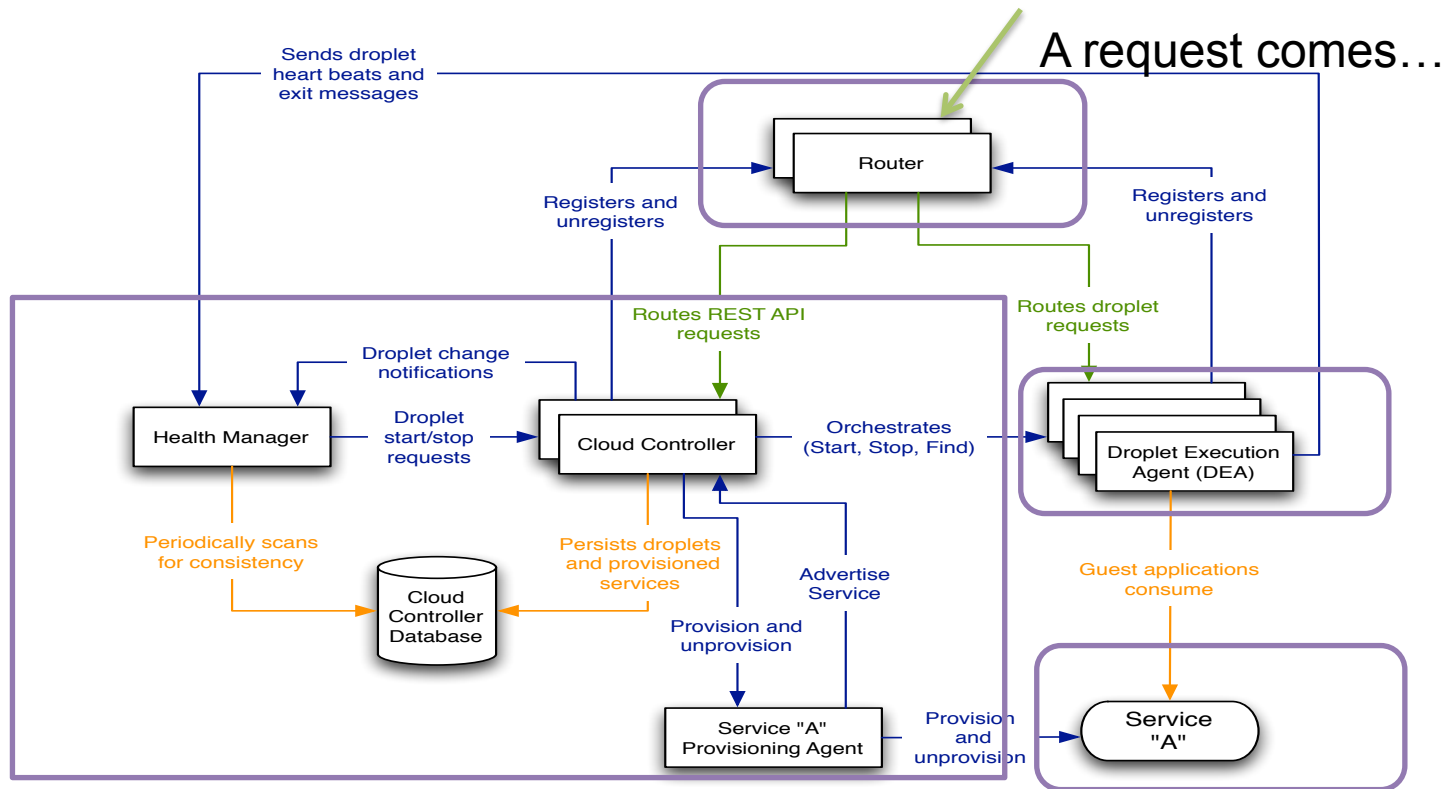 A request comes…
Sends droplet
heart beats and
exit messages
Router
Registers and
unregisters
Registers and
unregisters
Routes REST API
requests
Routes droplet
requests
Droplet change
notifications
Health Manager
Droplet
start/stop
requests
Cloud Controller
Orchestrates
(Start, Stop, Find)
Droplet Execution
Agent (DEA)
Periodically scans
for consistency
Persists droplets
and provisioned
services
Advertise
Service
Guest applications
consume
Cloud
Controller
Database
Provision and
unprovision
Service "A"
Provisioning Agent
Provision
and
unprovision
Service
"A"